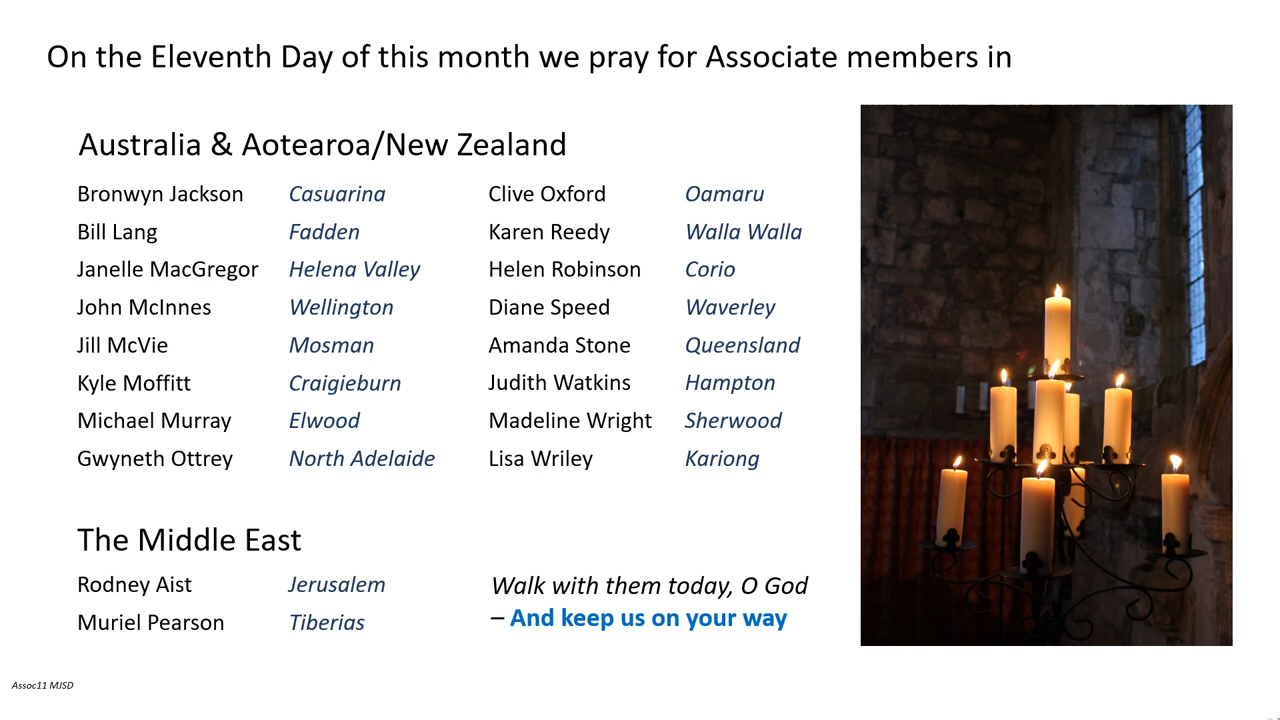 On the Eleventh Day of this month we pray for Associate members in
Australia & Aotearoa/New Zealand
Bronwyn Jackson Casuarina Clive Oxford Oamaru
Bill Lang Fadden Karen Reedy Walla Walla
Janelle MacGregor Helena Valley Helen Robinson Corio
John McInnes Wellington Diane Speed Waverley
Jill McVie Mosman Amanda Stone Queensland
Kyle Moffitt Craigieburn Judith Watkins Hampton
Michael Murray Elwood Madeline Wright Sherwood
Gwyneth Ottrey North Adelaide Lisa Wriley Kariong
The Middle East
Rodney Aist Jerusalem
Muriel Pearson Tiberias
Walk with them today, O God
– And keep us on your way
Assoc11 MJSD